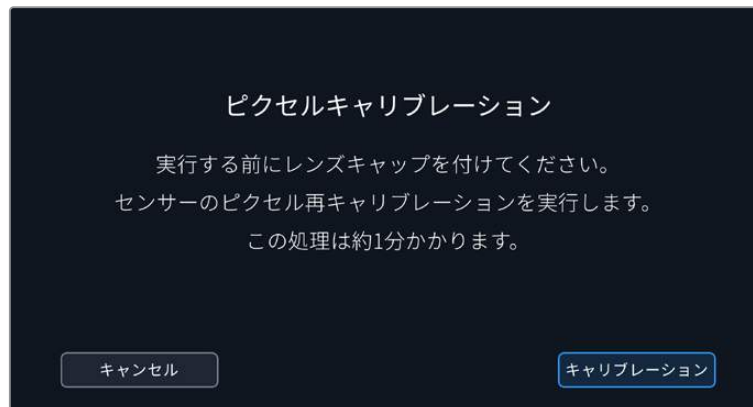 ピクセルキャリブレーション
実行する前にレンズキャップを付けてください。
センサーのピクセル再キャリブレーションを実行します。
この処理は約1分かかります。
キャンセル
キャリブレーション